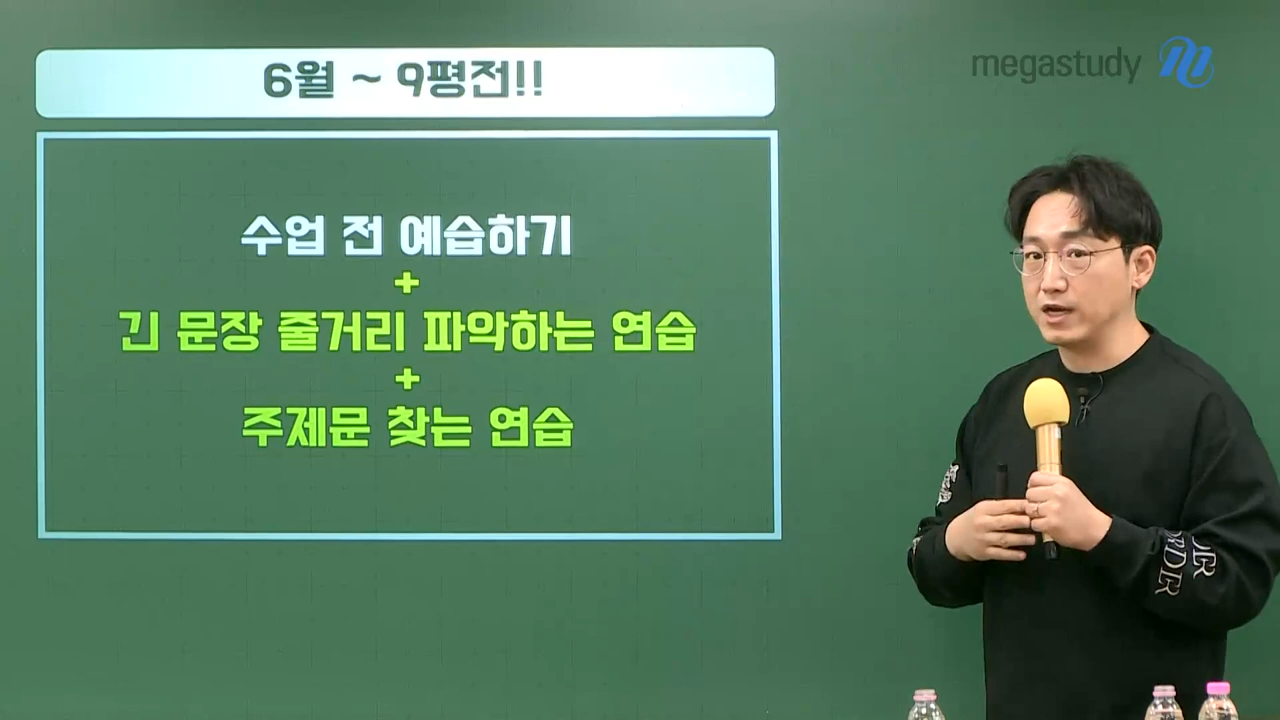 6월 ~ 9평전!!
megastudy
수업 전 예습하기
+
긴 문장 줄거리 파악하는 연습
+
주제문 찾는 연습